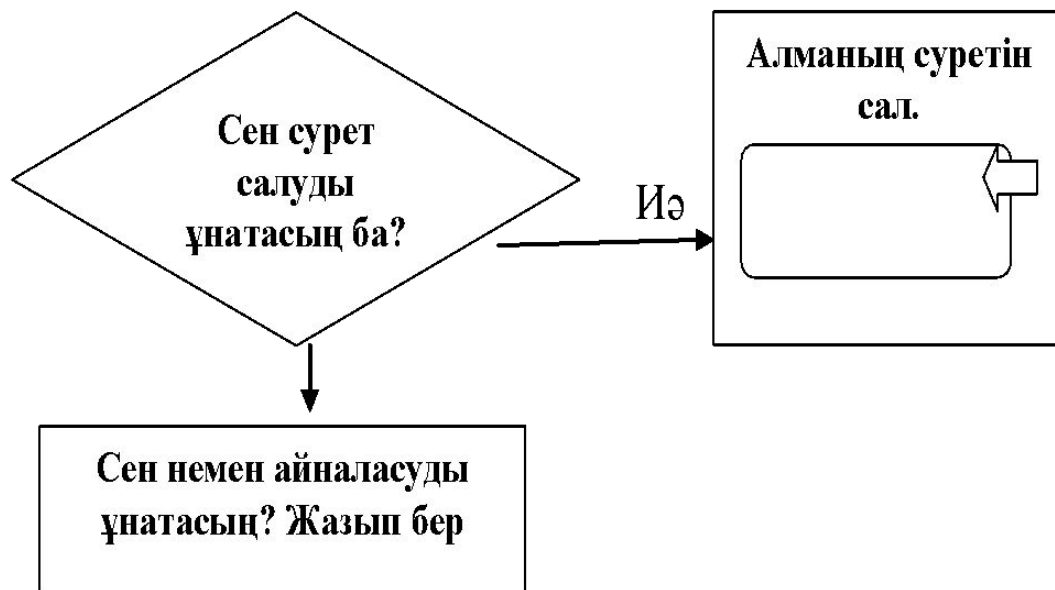 Сен сурет
салуды
ұнатасың ба?
Иә
Алманың суретін
сал.
Сен немен айналасуды
ұнатасың? Жазып бер